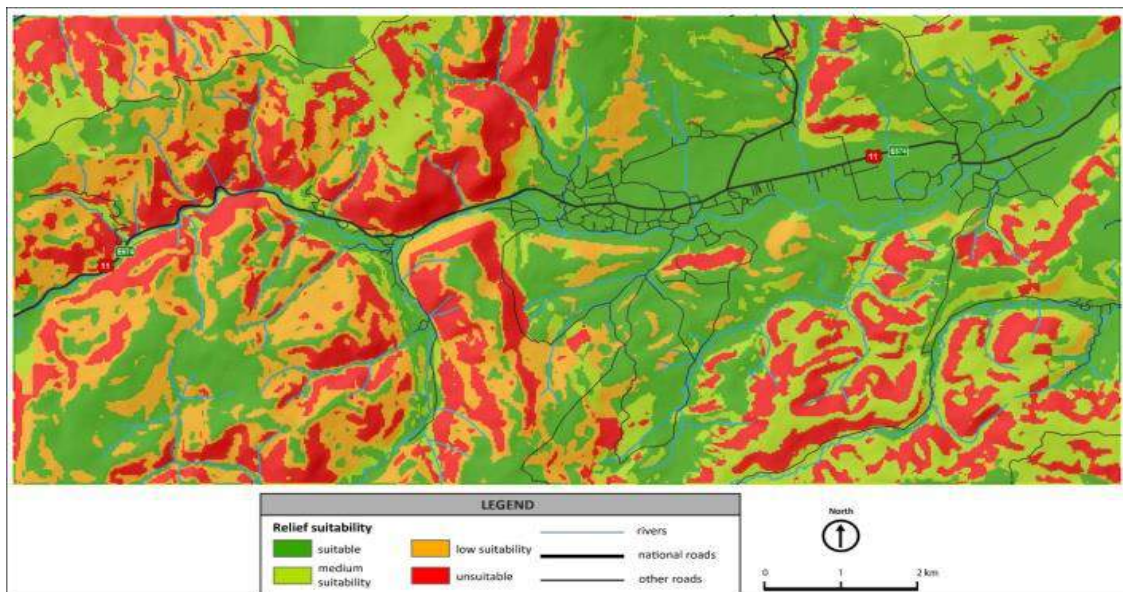 11
E574
E574
11
LEGEND
Relief suitability
suitable
medium
suitability
low suitability
unsuitable
rivers
national roads
other roads
North
0 1 2 km